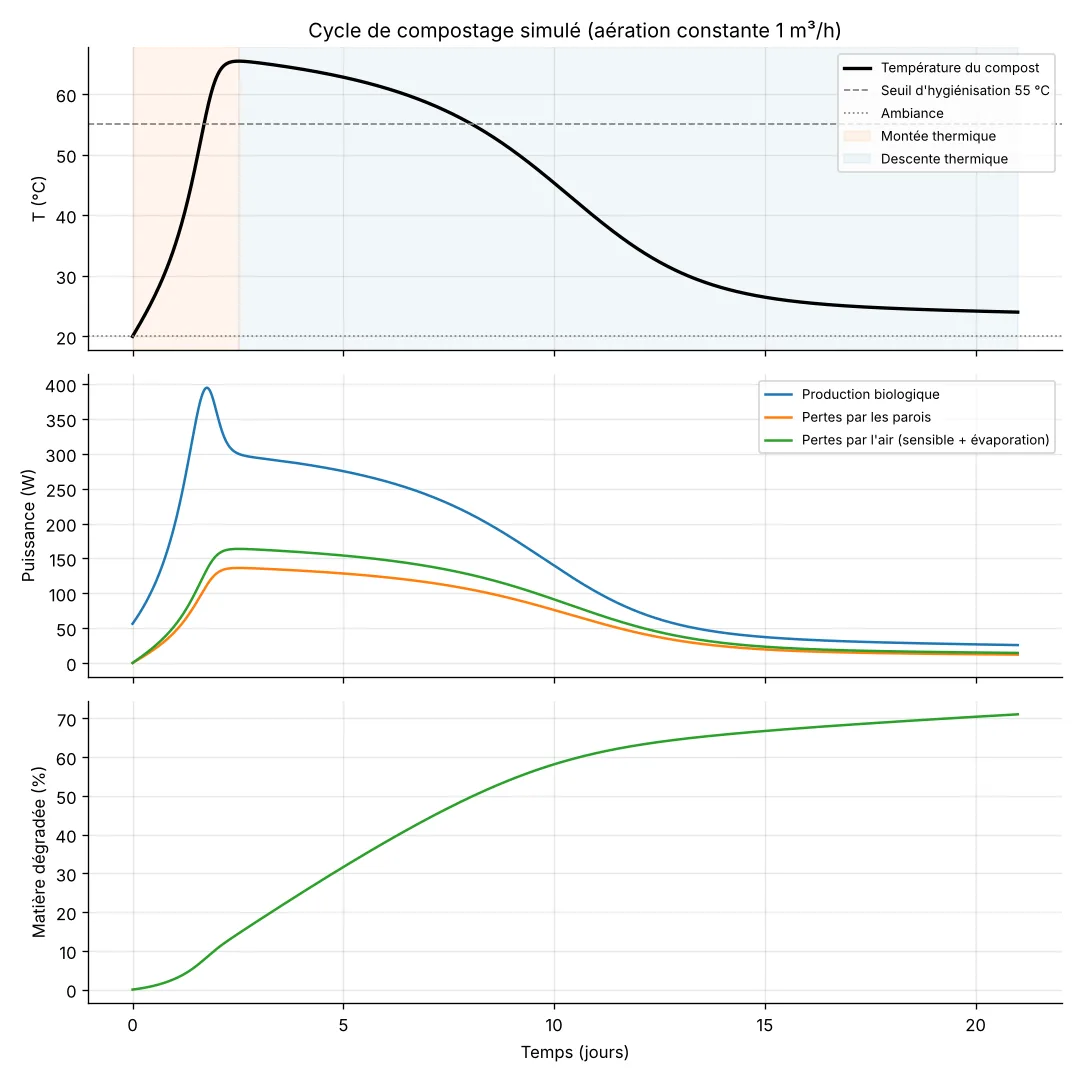 Cycle de compostage simulé (aération constante 1 m³/h)
Température du compost
Seuil d'hygiénisation 55 °C
Ambiance
Montée thermique
Descente thermique
T (°C)
60
50
40
30
20
Production biologique
Pertes par les parois
Pertes par l'air (sensible + évaporation)
Puissance (W)
400
350
300
250
200
150
100
50
0
Matière dégradée (%)
70
60
50
40
30
20
10
0
0 5 10 15 20
Temps (jours)